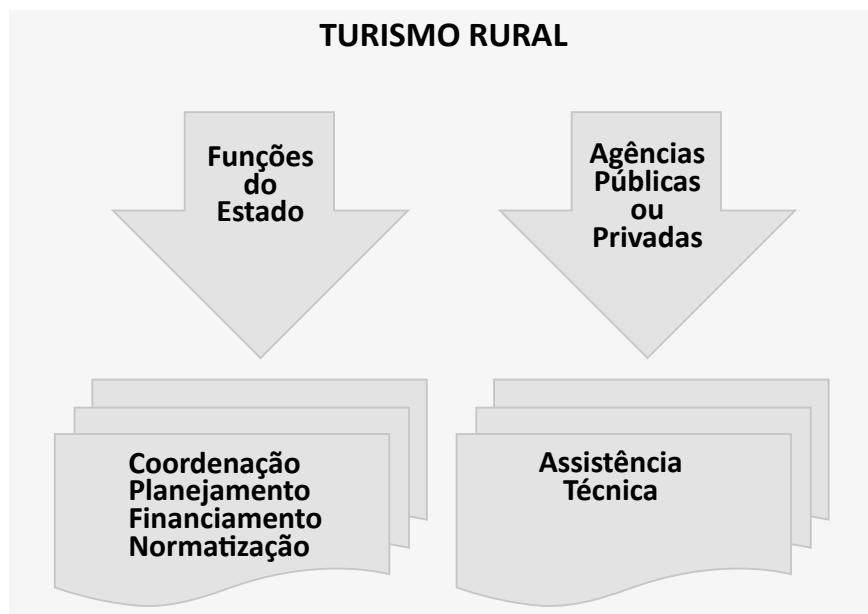 TURISMO RURAL
Funções
do
Estado
Agências
Públicas
ou
Privadas
Coordenação
Planejamento
Financiamento
Normatização
Assistência
Técnica